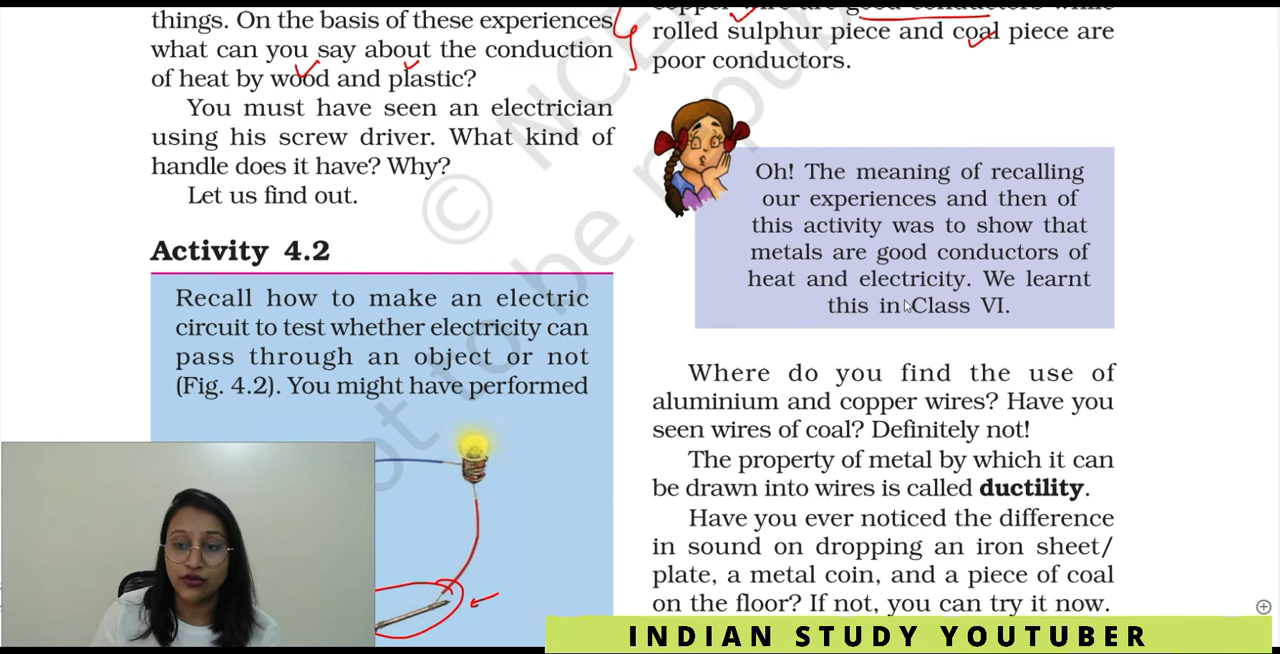 things. On the basis of these experiences
what can you say about the conduction
of heat by wood and plastic?
You must have seen an electrician
using his screw driver. What kind of
handle does it have? Why?
Let us find out.
Activity 4.2
Recall how to make an electric
circuit to test whether electricity can
pass through an object or not
(Fig. 4.2). You might have performed
copper wire are good conductors while
rolled sulphur piece and coal piece are
poor conductors.
Oh! The meaning of recalling
our experiences and then of
this activity was to show that
metals are good conductors of
heat and electricity. We learnt
this in Class VI.
Where do you find the use of
aluminium and copper wires? Have you
seen wires of coal? Definitely not!
The property of metal by which it can
be drawn into wires is called ductility.
Have you ever noticed the difference
in sound on dropping an iron sheet/
plate, a metal coin, and a piece of coal
on the floor? If not, you can try it now.
INDIAN STUDY YOUTUBER